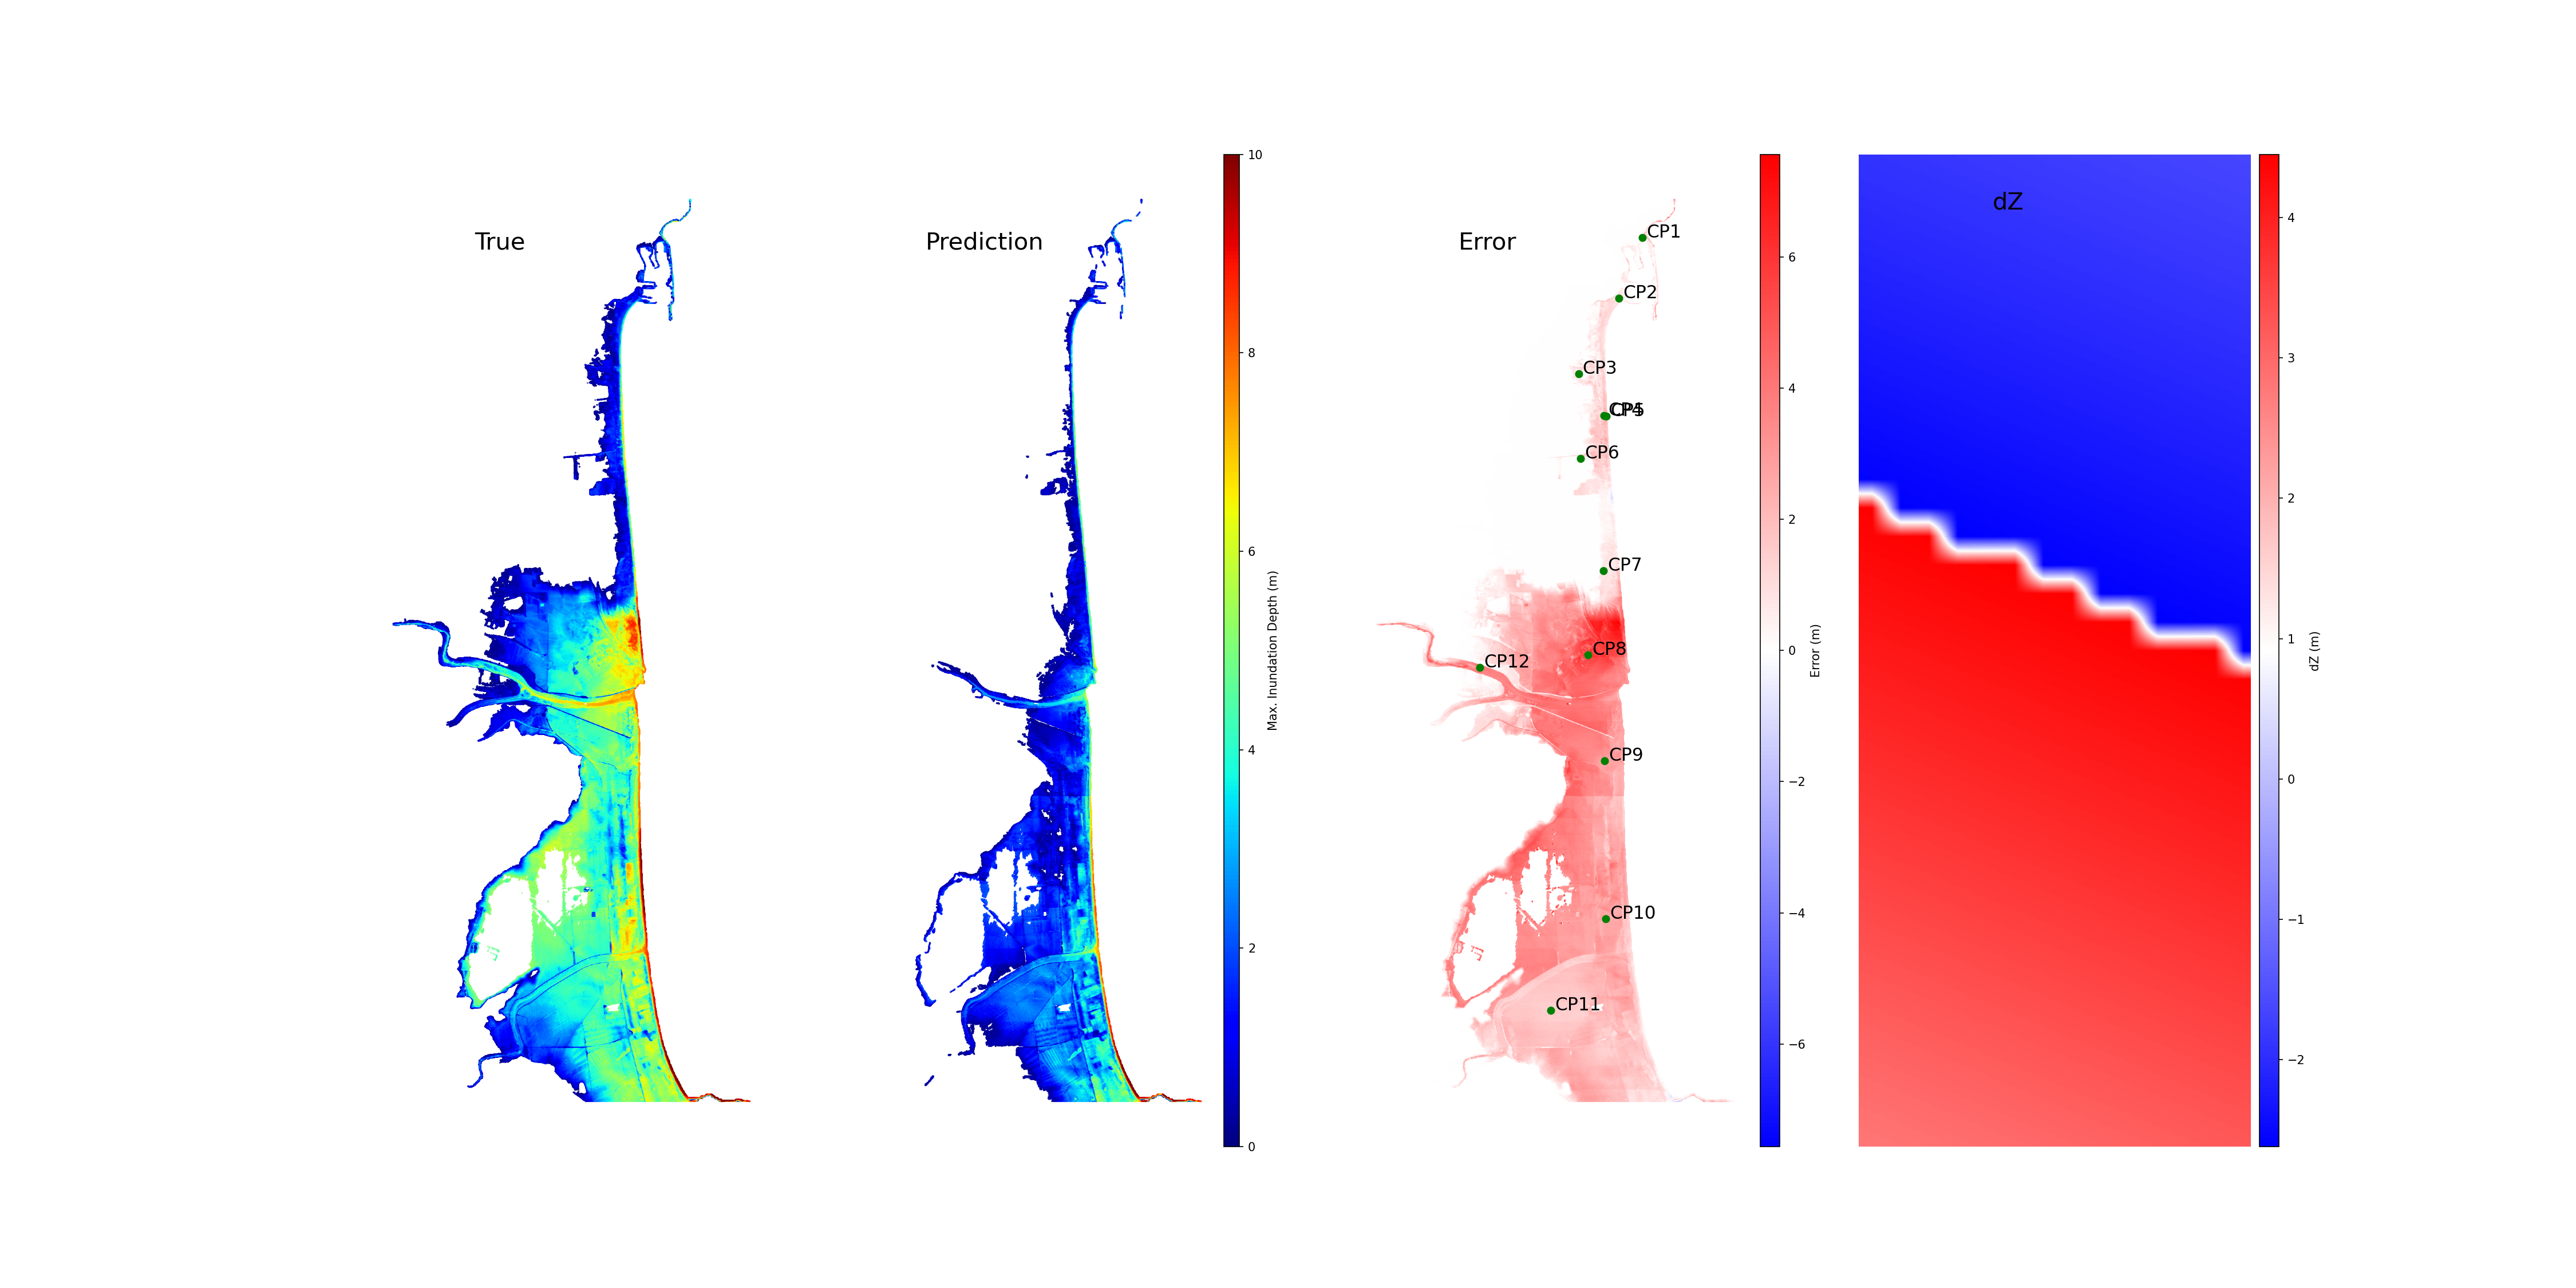 True
Prediction
Error
dZ
10
8
6
4
2
0
Max. Inundation Depth (m)
CP1
CP2
CP3
CP4
CP5
CP6
CP7
CP8
CP12
CP9
CP10
CP11
6
4
2
0
−2
−4
−6
Error (m)
4
3
2
1
0
−1
−2
dZ (m)